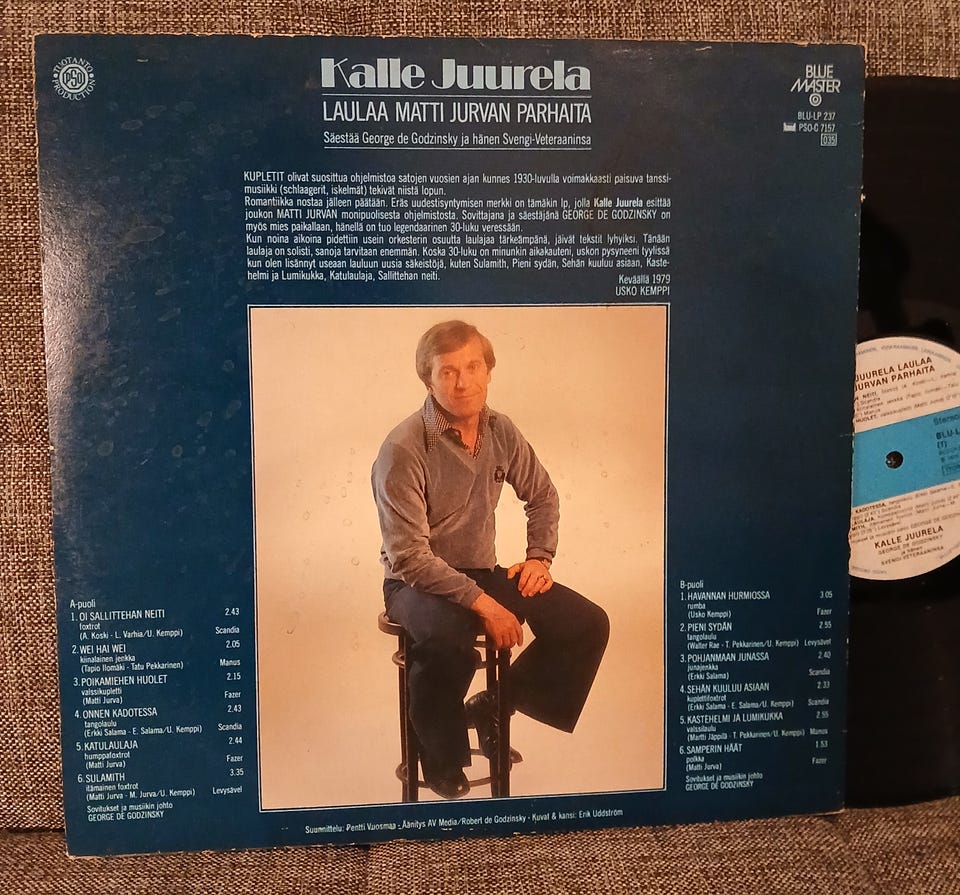 TUOTANTO
PSO
PRODUCTION
Kalle Juurela
LAULAA MATTI JURVAN PARHAITA
Säestää George de Godzinsky ja hänen Svengi-Veteraaninsa
BLUE
MASTER
BLU-LP 237
PSO-C 7157
035
KUPLETIT olivat suosittua ohjelmistoa satojen vuosien ajan kunnes 1930-luvulla voimakkaasti paisuva tanssi-
musiikki (schlaagerit, iskelmät) tekivät niistä lopun.
Romantiikka nostaa jälleen päätään. Eräs uudestisyntymisen merkki on tämäkin lp, jolla Kalle Juurela esittää
joukon MATTI JURVAN monipuolisesta ohjelmistosta. Sovittajana ja säestäjänä GEORGE DE GODZINSKY on
myös mies paikallaan, hänellä on tuo legendaarinen 30-luku veressään.
Kun noina aikoina pidettiin usein orkesterin osuutta laulajaa tärkeämpänä, jäivät tekstit lyhyiksi. Tänään
laulaja on solisti, sanoja tarvitaan enemmän. Koska 30-luku on minunkin aikakauteni, uskon pysyneeni tyylissä
kun olen lisännyt useaan lauluun uusia säkeistöjä, kuten Sulamith, Pieni sydän, Sehän kuuluu asiaan, Kaste-
helmi ja Lumikukka, Katulaulaja, Sallittehan neiti.
Keväällä 1979
USKO KEMPPI
A-puoli
1. OI SALLITTEHAN NEITI 2.43
foxtrot
(A. Koski - L. Varhia/U. Kemppi) Scandia
2. WEI HAI WEI 2.05
kiinalainen jenkka
(Tapio Ilomäki - Tatu Pekkarinen) Manus
3. POIKAMIEHEN HUOLET 2.15
valssikupletti
(Matti Jurva) Fazer
4. ONNEN KADOTESSA 2.43
tangolaulu
(Erkki Salama - E. Salama/U. Kemppi) Scandia
5. KATULAULAJA 2.44
humppafoxtrot
(Matti Jurva) Fazer
6. SULAMITH 3.35
itämainen foxtrot
(Matti Jurva - M. Jurva/U. Kemppi) Levysävel
Sovitukset ja musiikin johto
GEORGE DE GODZINSKY
B-puoli
1. HAVANNAN HURMIOSSA 3.05
rumba
(Usko Kemppi) Fazer
2. PIENI SYDÄN 2.55
tangolaulu
(Walter Rae - T. Pekkarinen/U. Kemppi) Levysävel
3. POHJANMAAN JUNASSA 2.40
junajenkka
(Erkki Salama) Scandia
4. SEHÄN KUULUU ASIAAN 2.33
kuplettifoxtrot
(Erkki Salama - E. Salama/U. Kemppi) Scandia
5. KASTEHELMI JA LUMIKUKKA 2.55
valssilaulu
(Martti Jäppilä - T. Pekkarinen/U. Kemppi) Manus
6. SAMPERIN HÄÄT 1.53
polkka
(Matti Jurva) Fazer
Sovitukset ja musiikin johto
GEORGE DE GODZINSKY
Suunnittelu: Pentti Vuosmaa - Äänitys AV Media/Robert de Godzinsky - Kuvat & kansi: Erik Uddström
JUURELA LAULAA
JURVAN PARHAITA
Stereo
BLU-L
KADOTESSA,
KALLE JUURELA
GEORGE DE GODZINSKY
ja hänen
SVENGI-VETERAANINSA